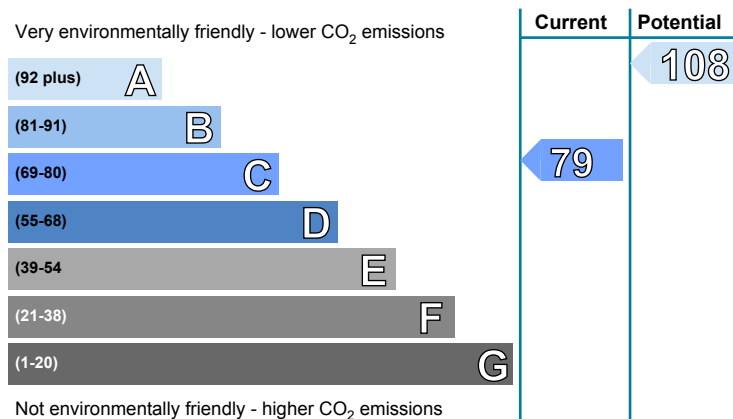 Current Potential
Very environmentally friendly - lower CO₂ emissions
108
(92 plus) A
(81-91) B
(69-80) C
79
(55-68) D
(39-54 E
(21-38) F
(1-20) G
Not environmentally friendly - higher CO₂ emissions